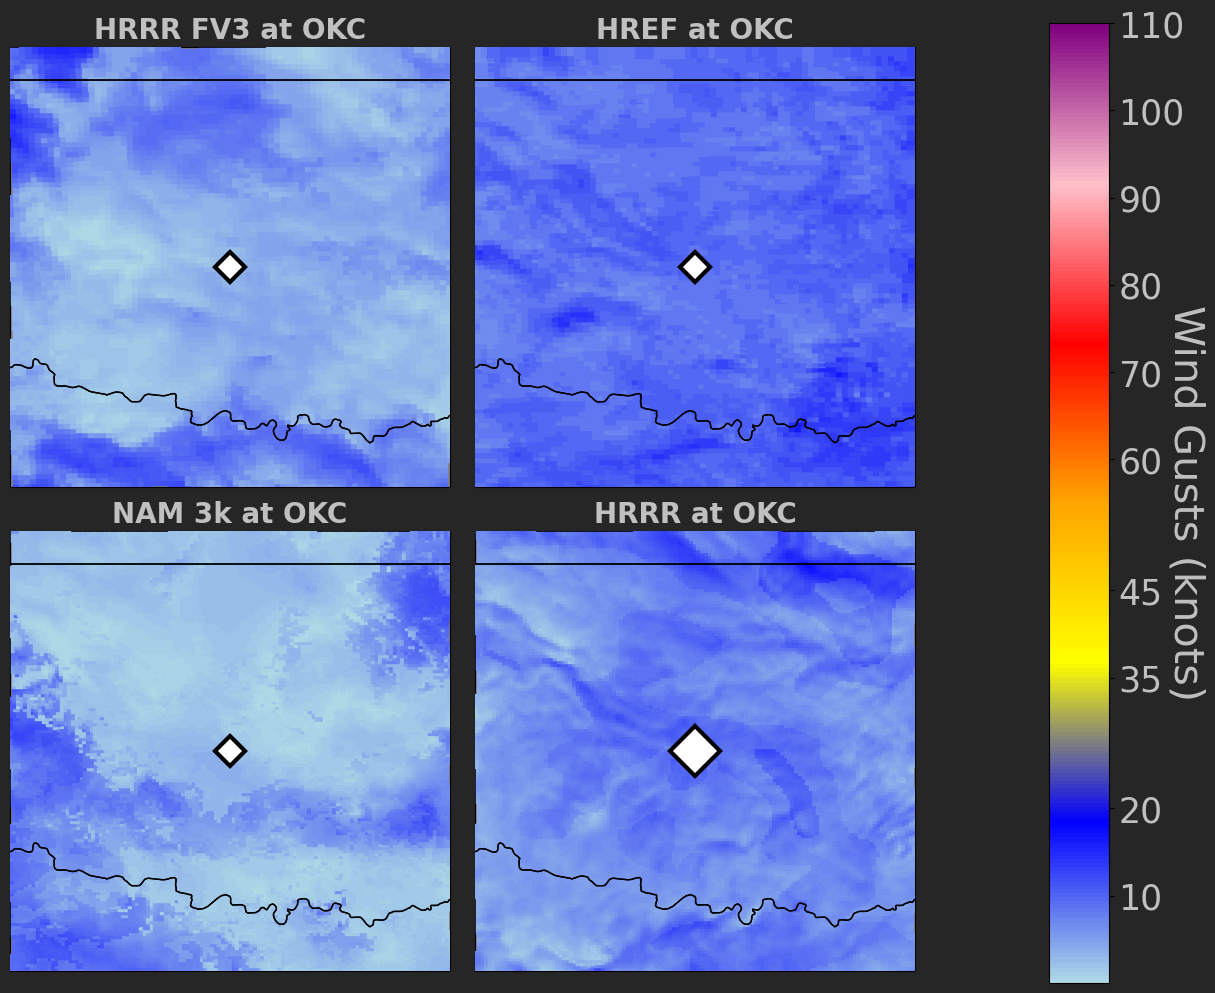 HRRR FV3 at OKC
HREF at OKC
NAM 3k at OKC
HRRR at OKC
110
100
90
80
70
60
45
35
20
10
Wind Gusts (knots)